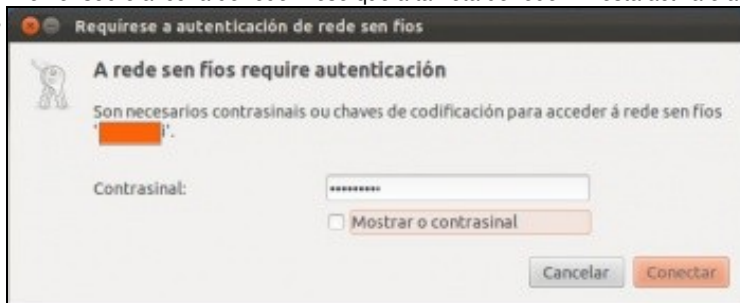 Requírese a autenticación de rede sen fíos
A rede sen fíos require autenticación
Son necesarios contrasinais ou chaves de codificación para acceder á rede sen fíos
'i'.
Contrasinal:
Mostrar o contrasinal
Cancelar
Conectar